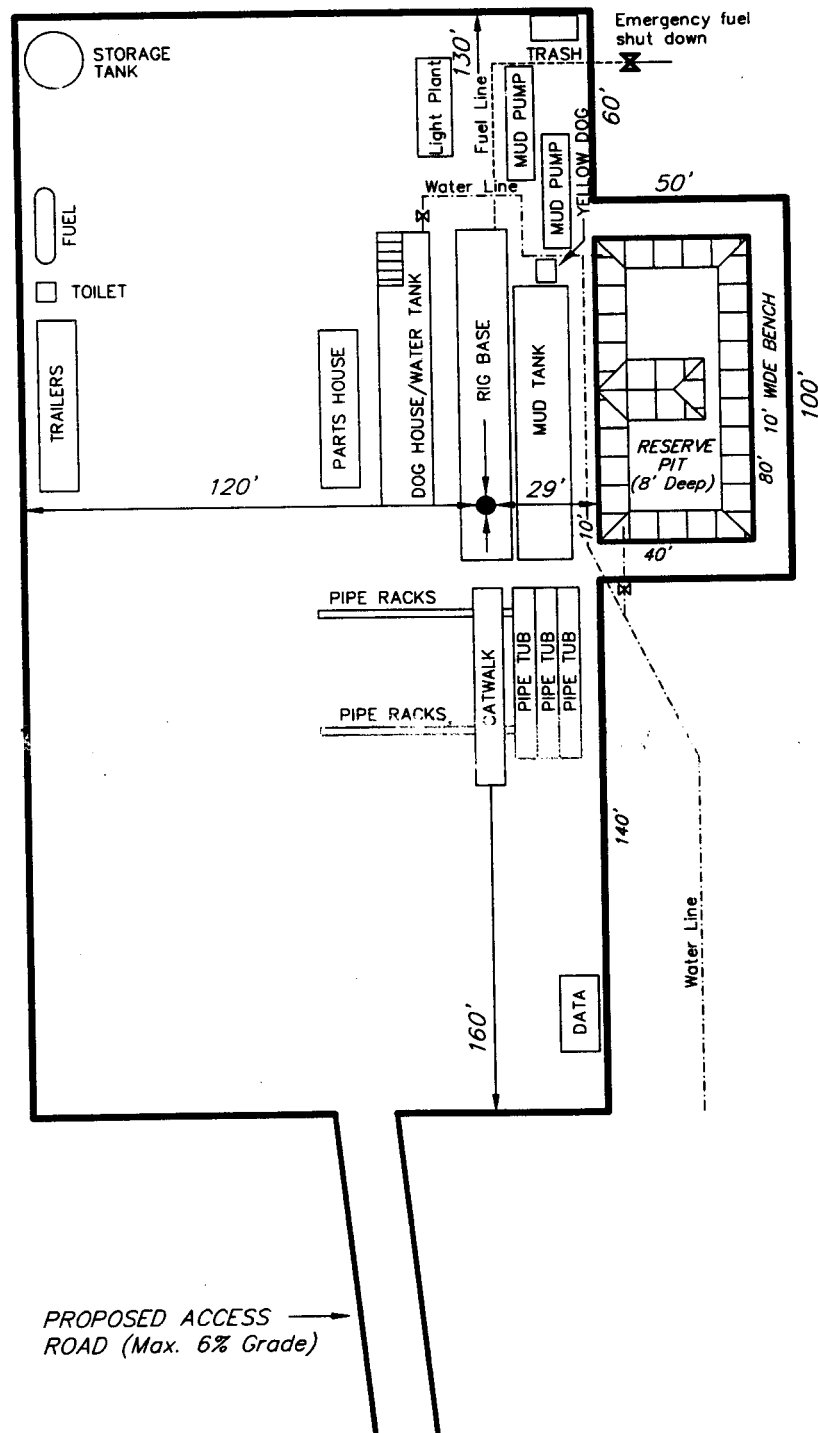 Emergency fuel
shut down
STORAGE
TANK
130'
TRASH
Light Plant
Fuel Line
MUD PUMP
60'
MUD PUMP
YELLOW DOG
50'
Water Line
FUEL
TOILET
TRAILERS
PARTS HOUSE
DOG HOUSE/WATER TANK
RIG BASE
MUD TANK
10' WIDE BENCH
100'
RESERVE
PIT
(8' Deep)
80'
120'
29'
10'
40'
PIPE RACKS
CATWALK
PIPE TUB
PIPE TUB
PIPE TUB
PIPE RACKS
140'
Water Line
160'
DATA
PROPOSED ACCESS
ROAD (Max. 6% Grade)